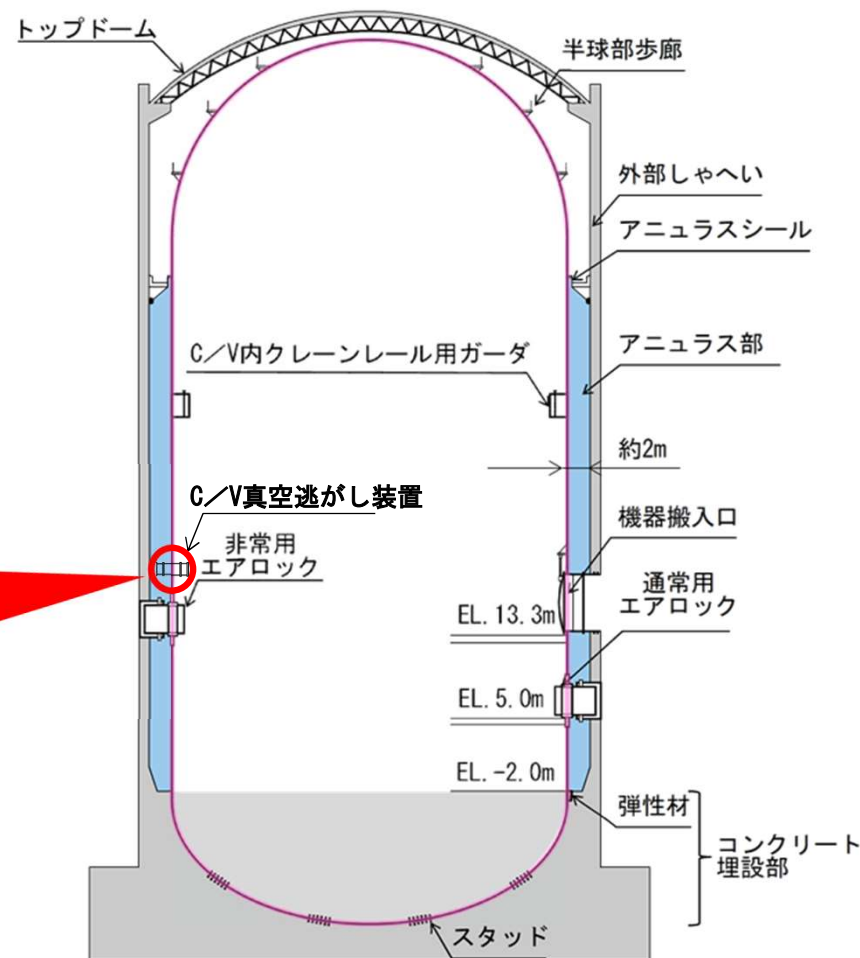 トップドーム
半球部歩廊
外部しゃへい
アニュラスシール
C／V内クレーンレール用ガーダ
アニュラス部
約2m
C／V真空逃がし装置
機器搬入口
非常用
エアロック
通常用
エアロック
EL.13.3m
EL.5.0m
EL.-2.0m
弾性材
コンクリート
埋設部
スタッド